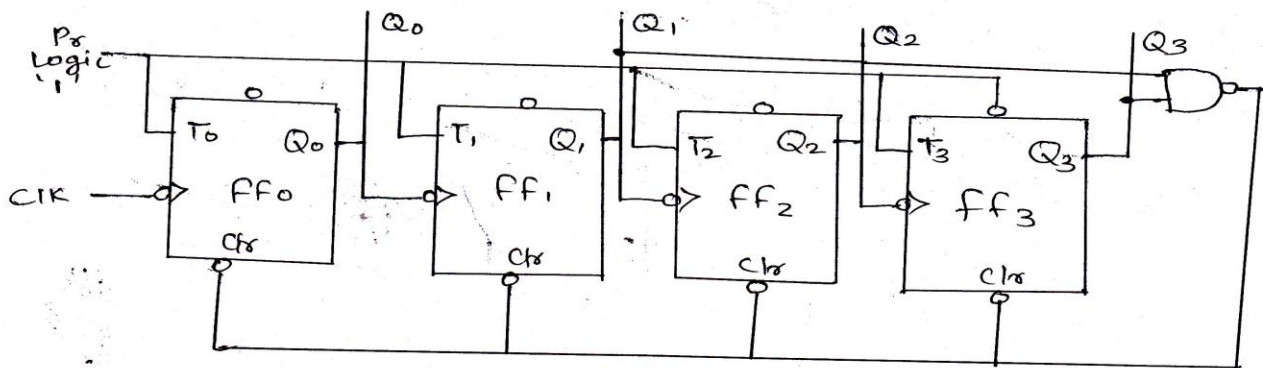 Q0
Q1
Q2
Q3
Pr
Logic
'1'
T0
Q0
T1
Q1
T2
Q2
T3
Q3
Clk
FF0
FF1
FF2
FF3
Clr
Clr
Clr
Clr